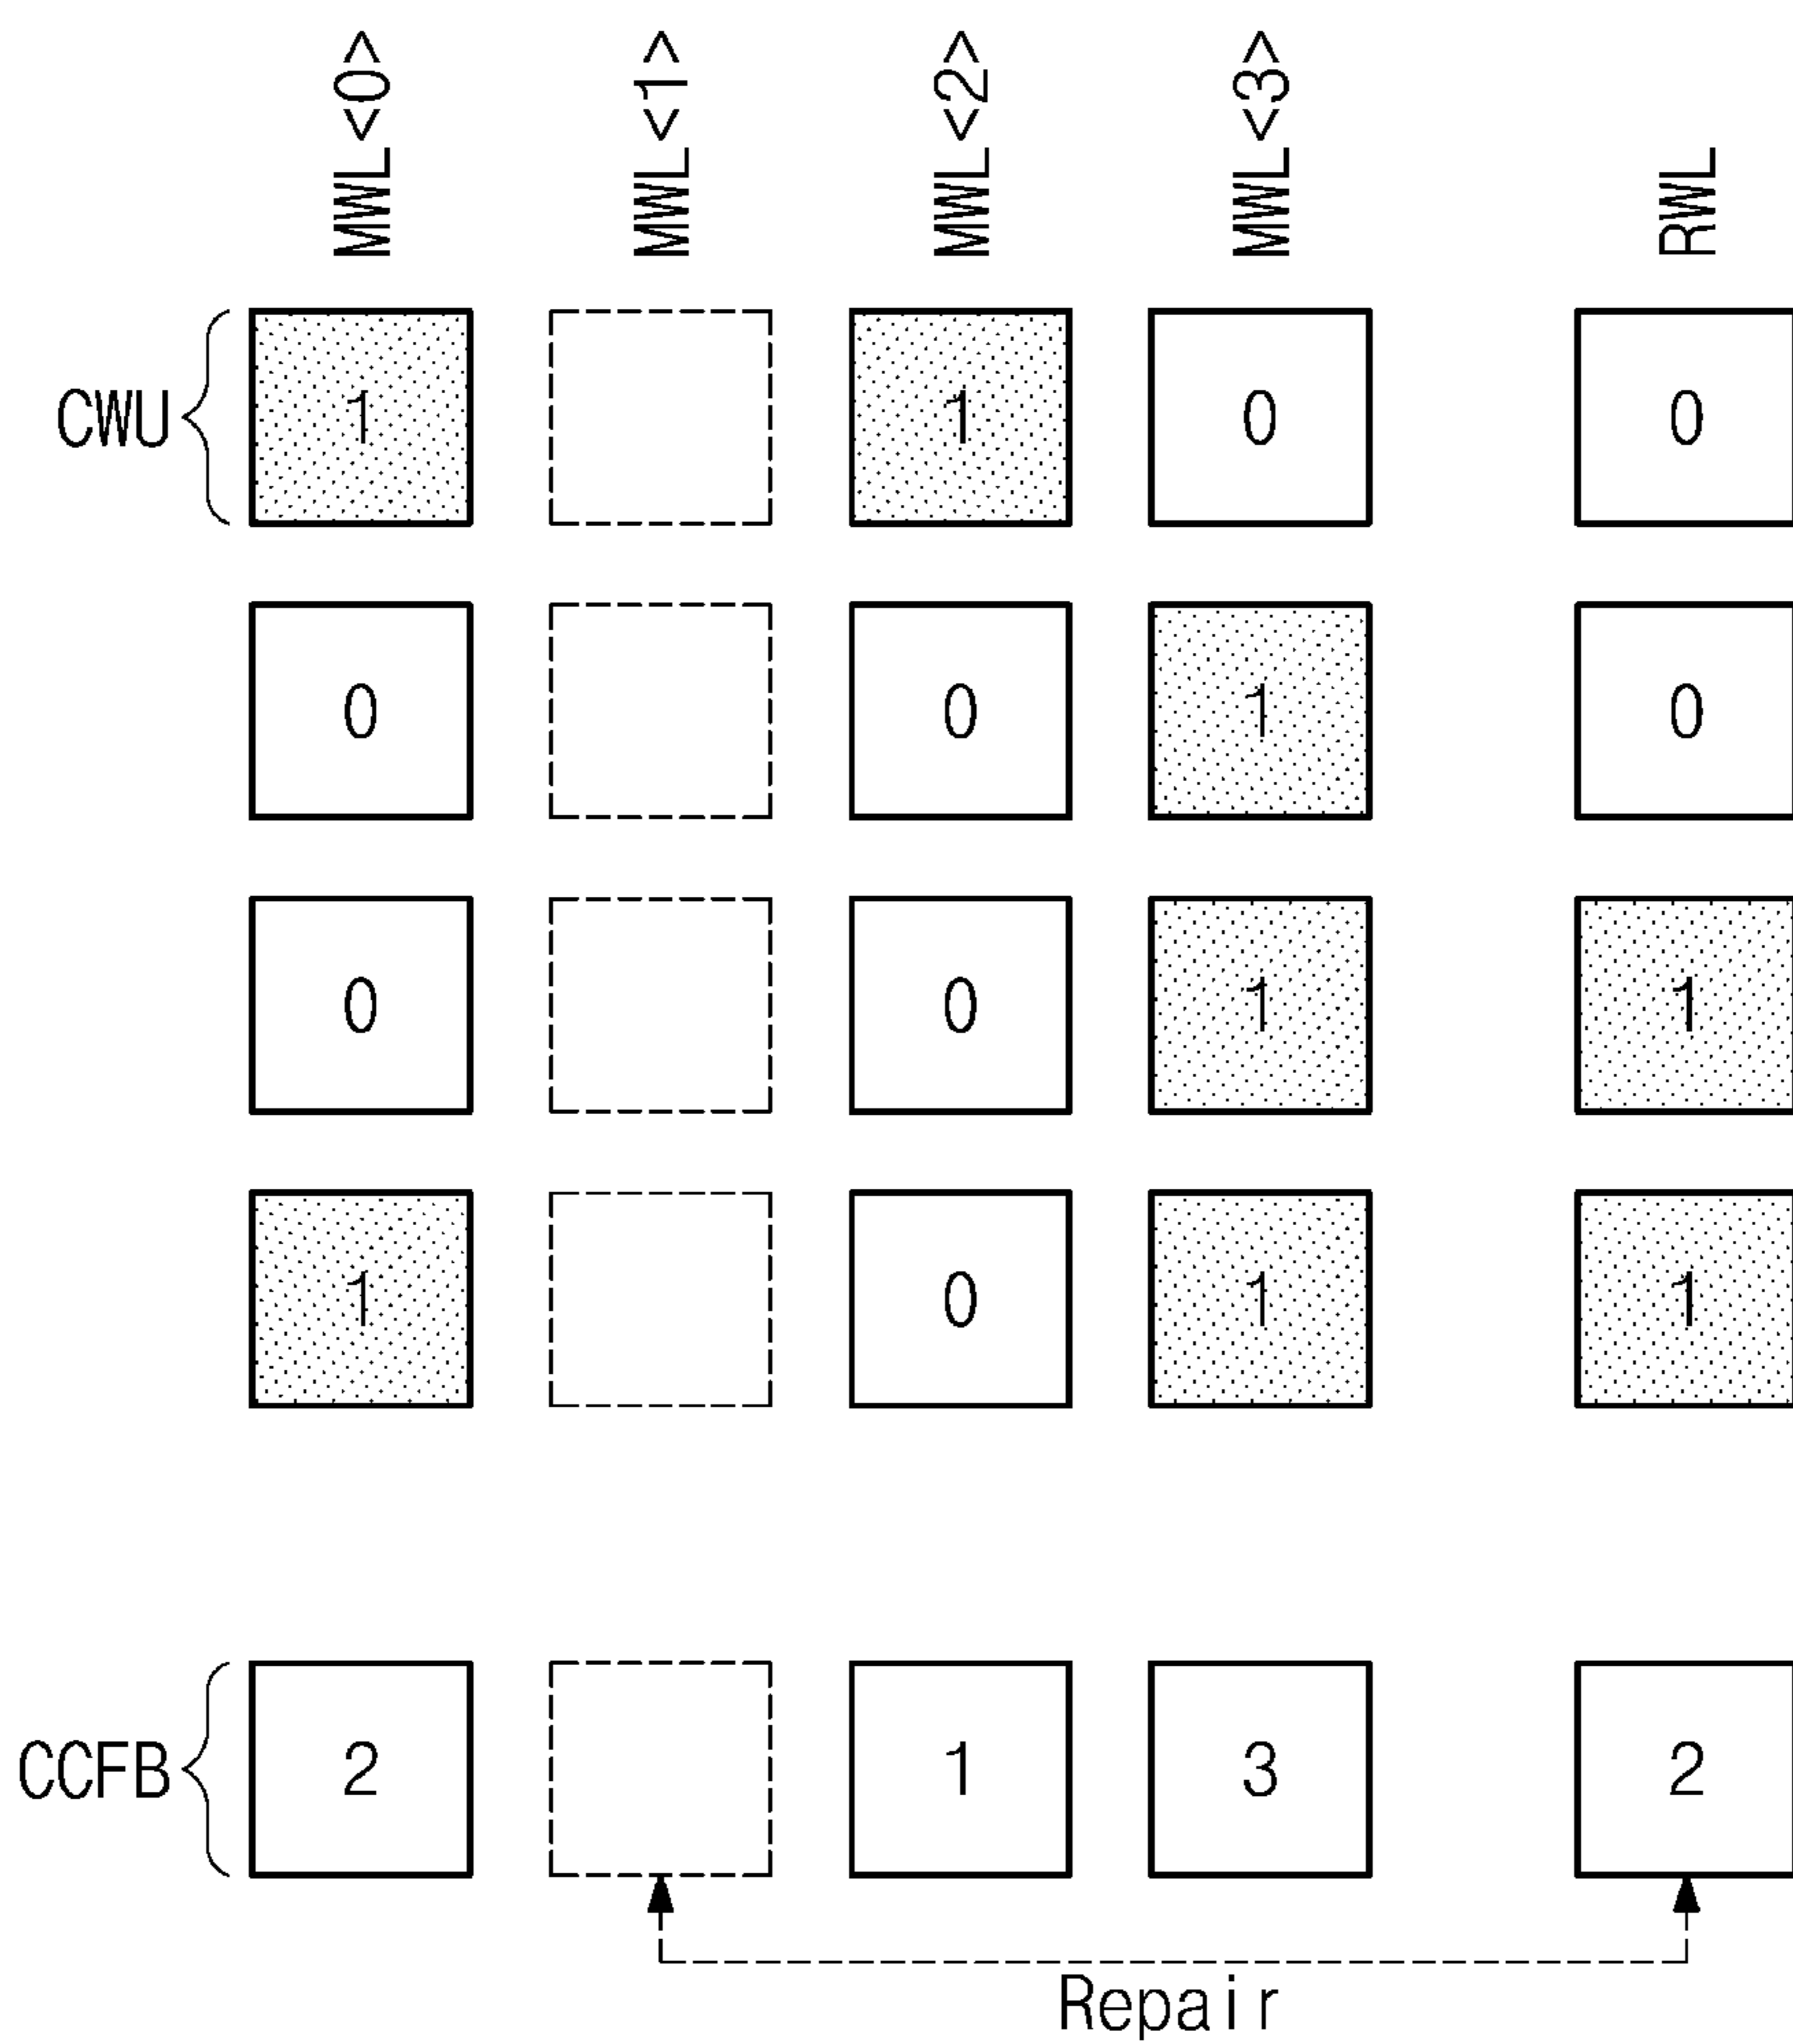 MWL<0> MWL<1> MWL<2> MWL<3> RWL
CWU 1 1 0 0
0 0 1 0
0 0 1 1
1 0 1 1
CCFB 2 1 3 2
Repair